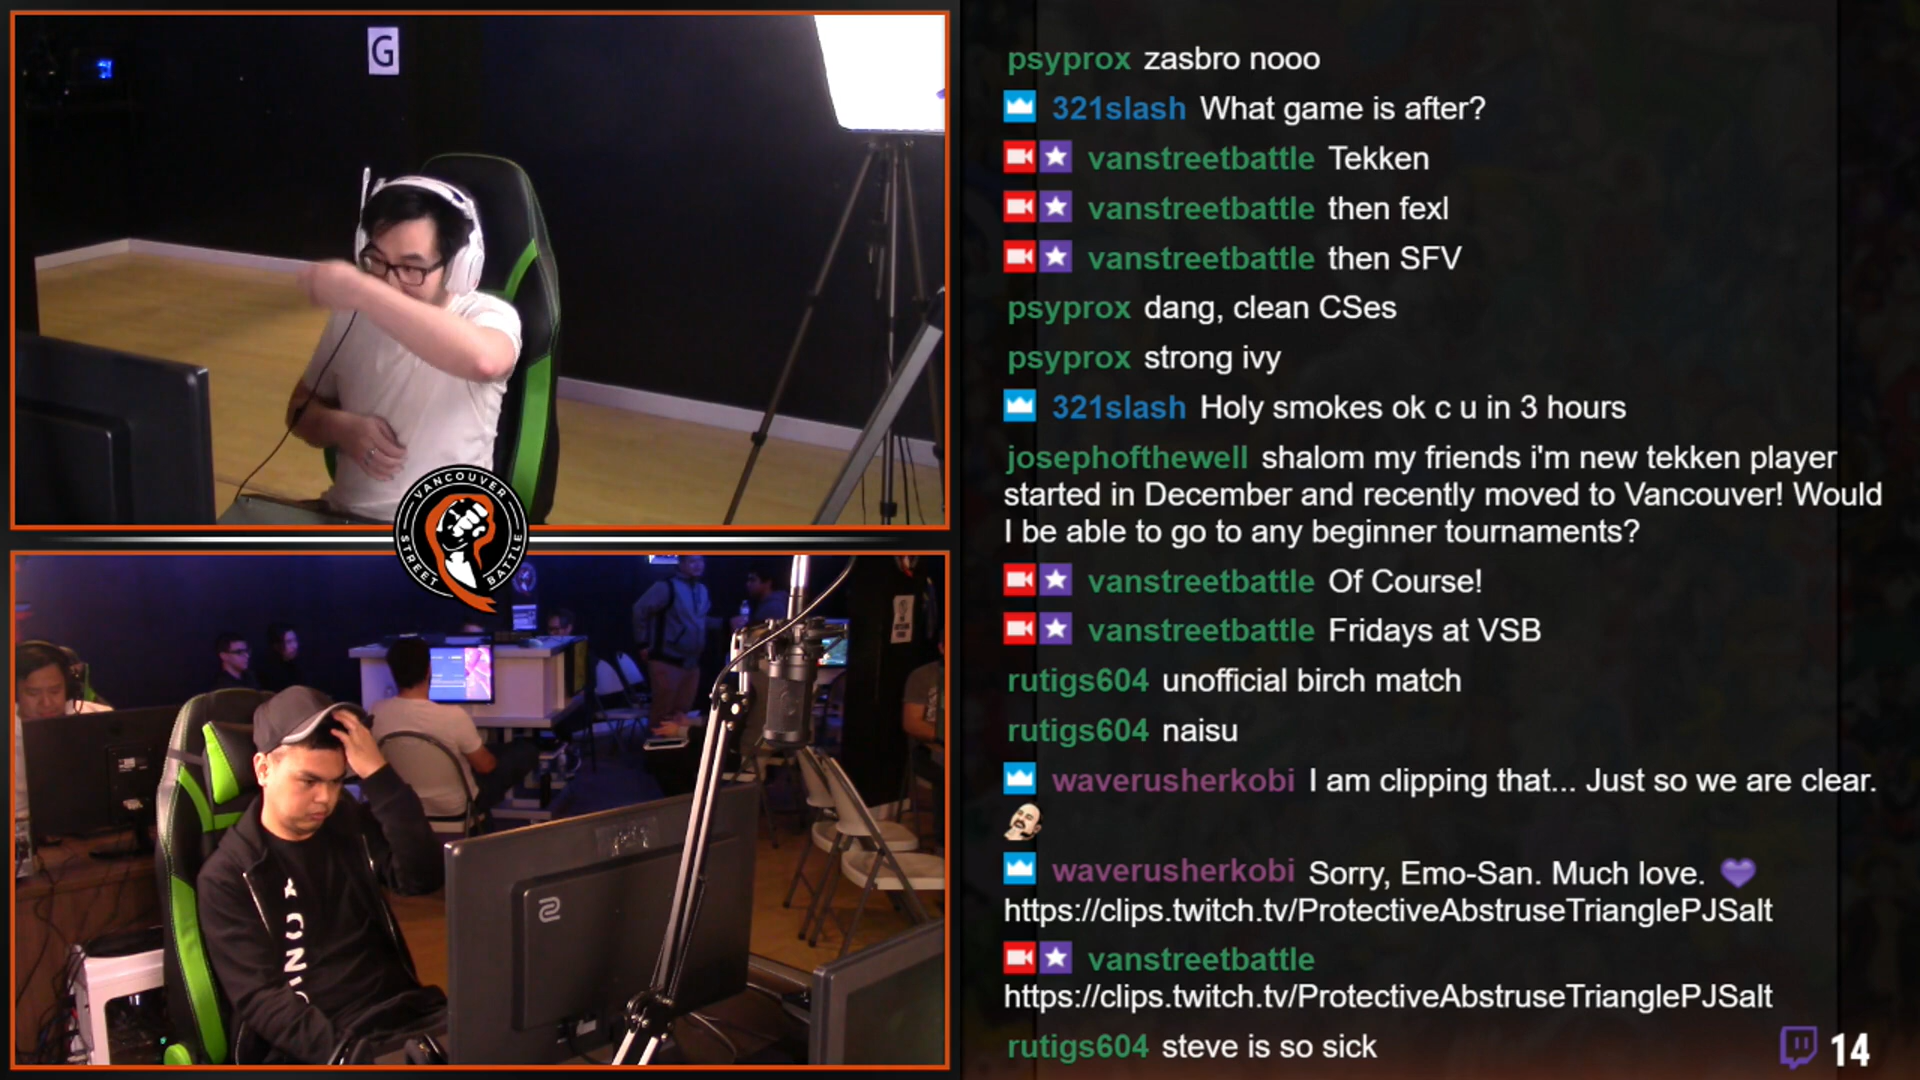 G
VANCOUVER
STREET BATTLE
psyprox zasbro nooo
321slash What game is after?
vanstreetbattle Tekken
vanstreetbattle then fexl
vanstreetbattle then SFV
psyprox dang, clean CSes
psyprox strong ivy
321slash Holy smokes ok c u in 3 hours
josephofthewell shalom my friends i'm new tekken player
started in December and recently moved to Vancouver! Would
I be able to go to any beginner tournaments?
vanstreetbattle Of Course!
vanstreetbattle Fridays at VSB
rutigs604 unofficial birch match
rutigs604 naisu
waverusherkobi I am clipping that... Just so we are clear.
waverusherkobi Sorry, Emo-San. Much love.
https://clips.twitch.tv/ProtectiveAbstruseTrianglePJSalt
vanstreetbattle
https://clips.twitch.tv/ProtectiveAbstruseTrianglePJSalt
rutigs604 steve is so sick
14